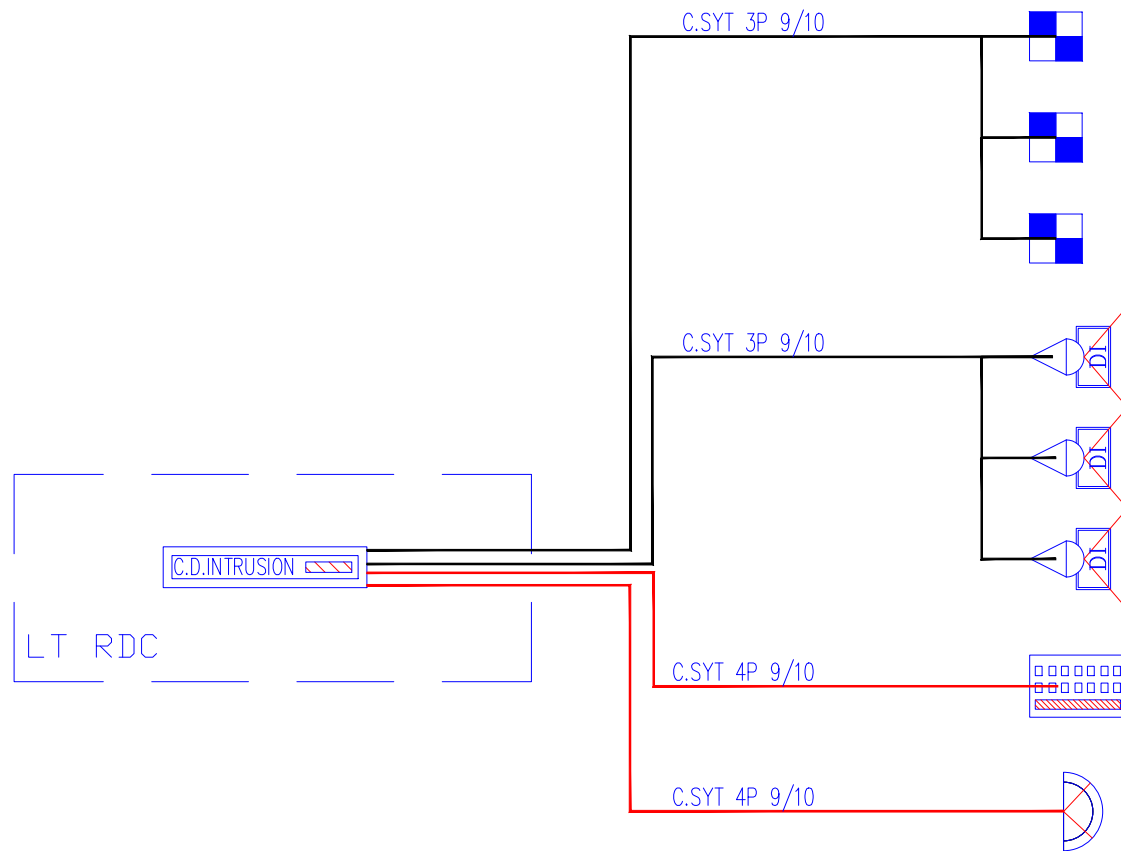 C.SYT 3P 9/10
C.SYT 3P 9/10
DI
DI
C.D.INTRUSION
DI
LT RDC
C.SYT 4P 9/10
C.SYT 4P 9/10